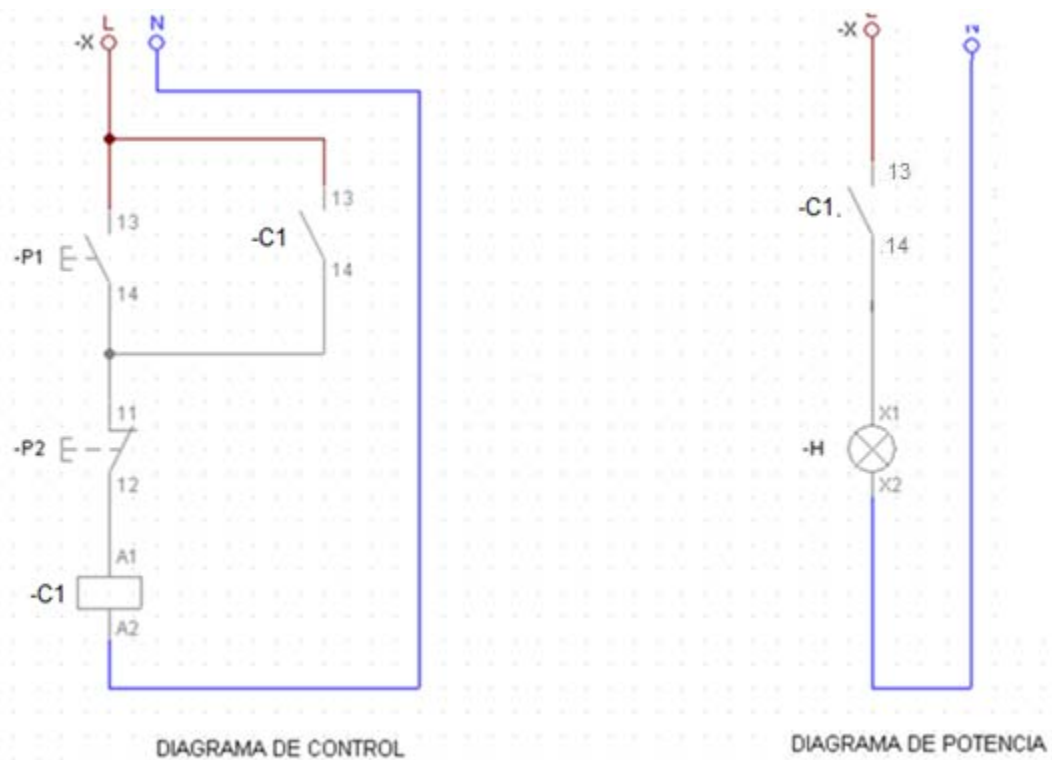 L N
-X
13
-P1
14
13
-C1
14
11
-P2
12
A1
-C1
A2
DIAGRAMA DE CONTROL
-X
13
-C1.
14
X1
-H
X2
DIAGRAMA DE POTENCIA